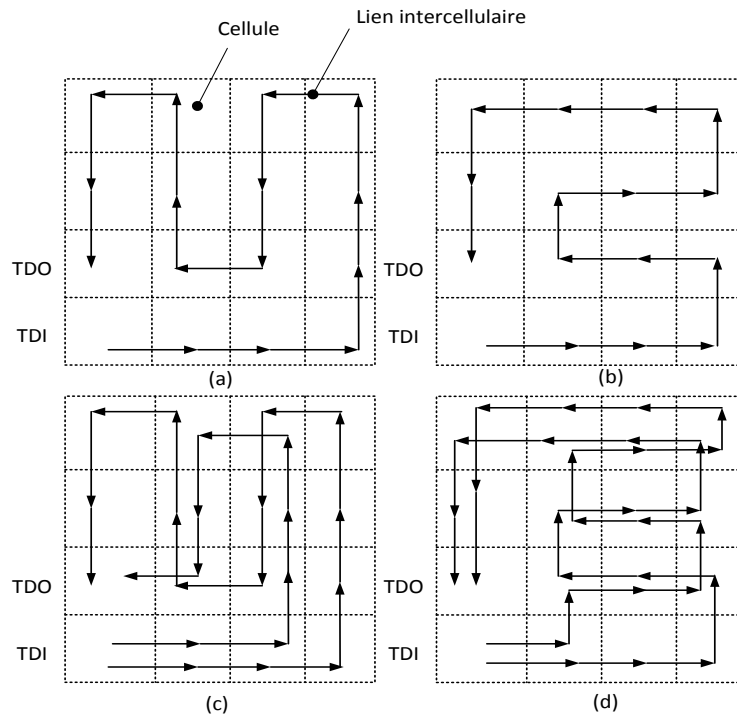 Cellule
Lien intercellulaire
TDO
TDI
(a)
TDO
TDI
(b)
TDO
TDI
(c)
TDO
TDI
(d)